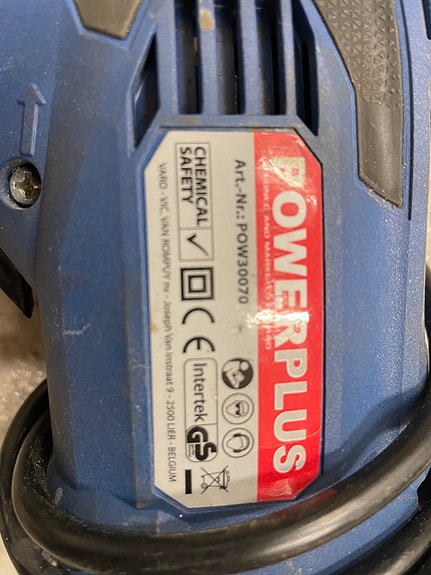 POWERPLUS
Art.-Nr.: POW30070
CHEMICAL
SAFETY
CE
Intertek
GS
VARO - VIC. VAN ROMPUY nv - Joseph Van Instraat 9 - 2500 LIER - BELGIUM